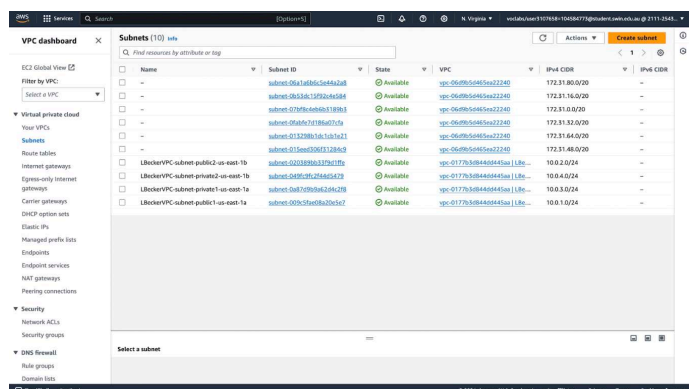 aws
Services
Search
[Option+S]
N. Virginia
voclabs/user3107658=104584773@student.swin.edu.au @ 2111-2543...
VPC dashboard
EC2 Global View
Filter by VPC:
Select a VPC
Virtual private cloud
Your VPCs
Subnets
Route tables
Internet gateways
Egress-only internet
gateways
Carrier gateways
DHCP option sets
Elastic IPs
Managed prefix lists
Endpoints
Endpoint services
NAT gateways
Peering connections
Security
Network ACLs
Security groups
DNS firewall
Rule groups
Domain lists
Subnets (10) Info
Actions
Create subnet
Find resources by attribute or tag
1
Name Subnet ID State VPC IPv4 CIDR IPv6 CIDR
– subnet-06a1a6b6c5e44a2a8 Available vpc-06d9b5d465ea22240 172.31.80.0/20 –
– subnet-0b53dc15f92c4e584 Available vpc-06d9b5d465ea22240 172.31.16.0/20 –
– subnet-07bf8c4eb6b3189b3 Available vpc-06d9b5d465ea22240 172.31.0.0/20 –
– subnet-0fabfe7d186a07cfa Available vpc-06d9b5d465ea22240 172.31.32.0/20 –
– subnet-013298b1dc1cb1e21 Available vpc-06d9b5d465ea22240 172.31.64.0/20 –
– subnet-015eed306f31284c9 Available vpc-06d9b5d465ea22240 172.31.48.0/20 –
LBeckerVPC-subnet-public2-us-east-1b subnet-020389bb33f9d1ffe Available vpc-0177b3d844dd445aa | LBe... 10.0.2.0/24 –
LBeckerVPC-subnet-private2-us-east-1b subnet-049fc9fc2f44d5479 Available vpc-0177b3d844dd445aa | LBe... 10.0.4.0/24 –
LBeckerVPC-subnet-private1-us-east-1a subnet-0a87d9b9a62d4c2f8 Available vpc-0177b3d844dd445aa | LBe... 10.0.3.0/24 –
LBeckerVPC-subnet-public1-us-east-1a subnet-009c5fae08a20e5e7 Available vpc-0177b3d844dd445aa | LBe... 10.0.1.0/24 –
Select a subnet